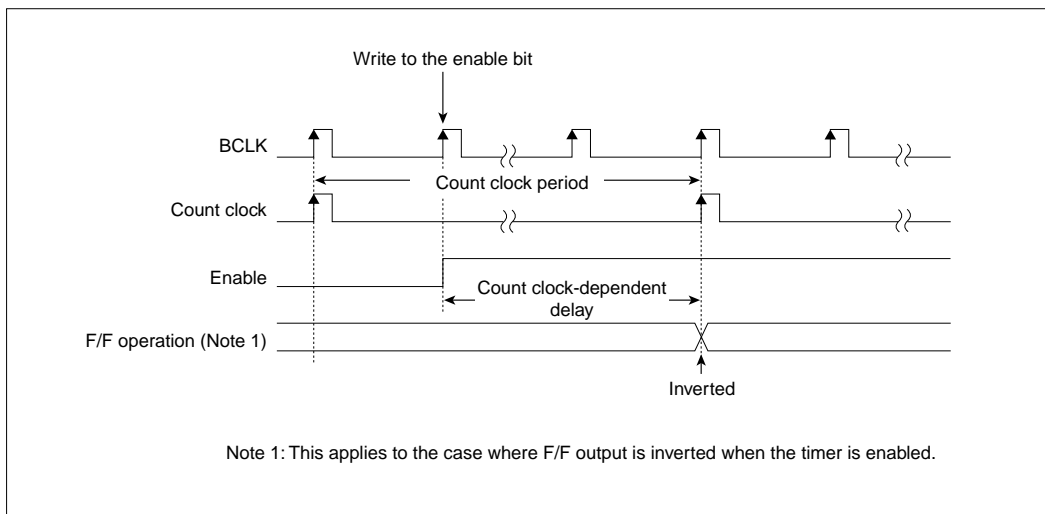 Write to the enable bit
BCLK
Count clock period
Count clock
Enable
Count clock-dependent
delay
F/F operation (Note 1)
Inverted
Note 1: This applies to the case where F/F output is inverted when the timer is enabled.